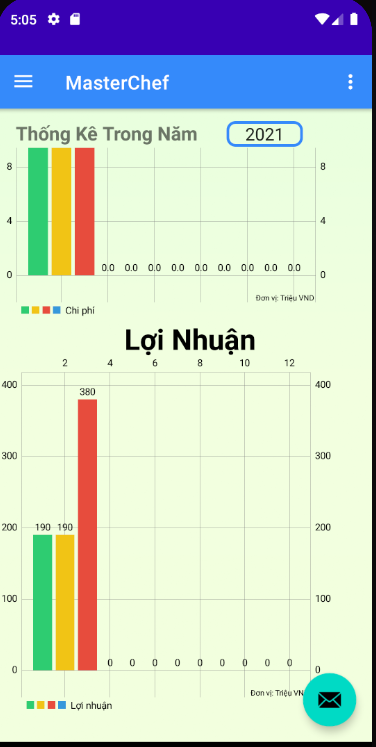 5:05
MasterChef
Thống Kê Trong Năm 2021
8 8
4 4
0.0 0.0 0.0 0.0 0.0 0.0 0.0 0.0 0.0
0 0
Đơn vị: Triệu VND
Chi phí
Lợi Nhuận
2 4 6 8 10 12
400 400
380
300 300
200 200
190 190
100 100
0 0 0 0 0 0 0 0 0
0 0
Đơn vị: Triệu VN
Lợi nhuận